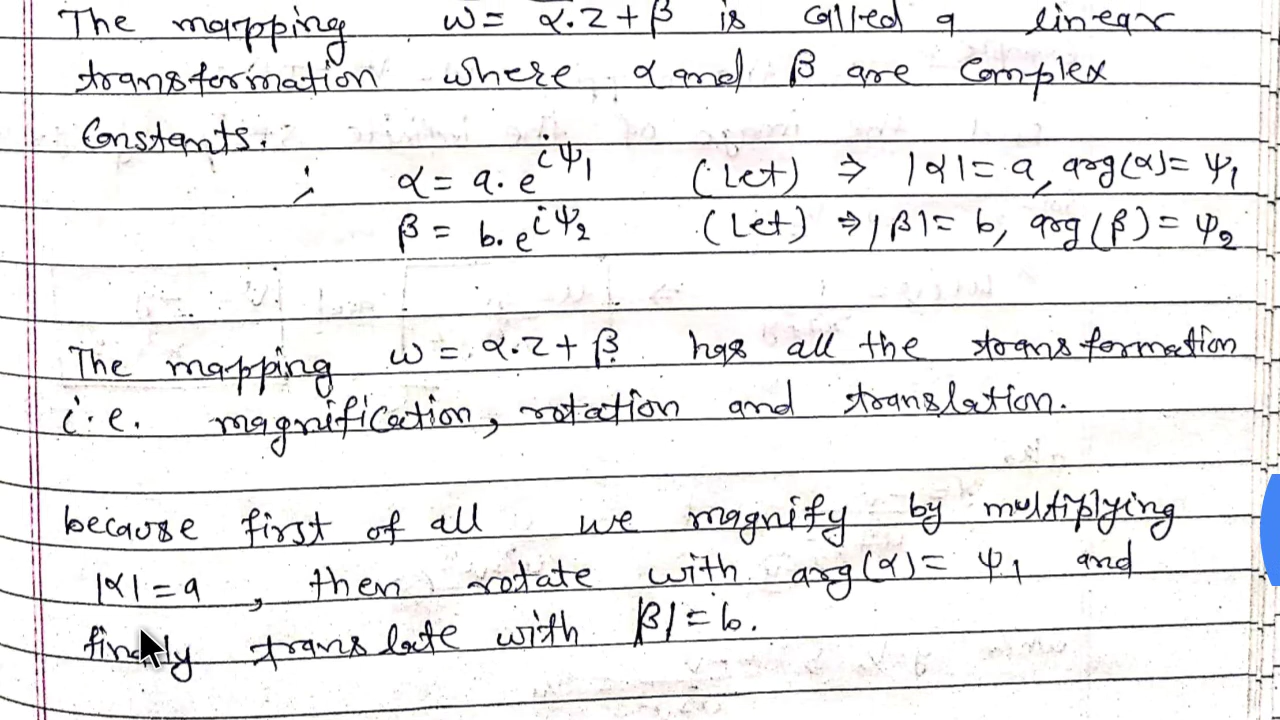 The mapping w = α.z + β is called a linear
transformation where α and β are complex
Constants.
; α = a.e^{iψ₁} (Let) ⇒ |α| = a, arg(α) = ψ₁
β = b.e^{iψ₂} (Let) ⇒ |β| = b, arg(β) = ψ₂
The mapping w = α.z + β has all the transformation
i.e. magnification, rotation and translation.
because first of all we magnify by multiplying
|α| = a, then rotate with arg(α) = ψ₁ and
finally translate with |β| = b.